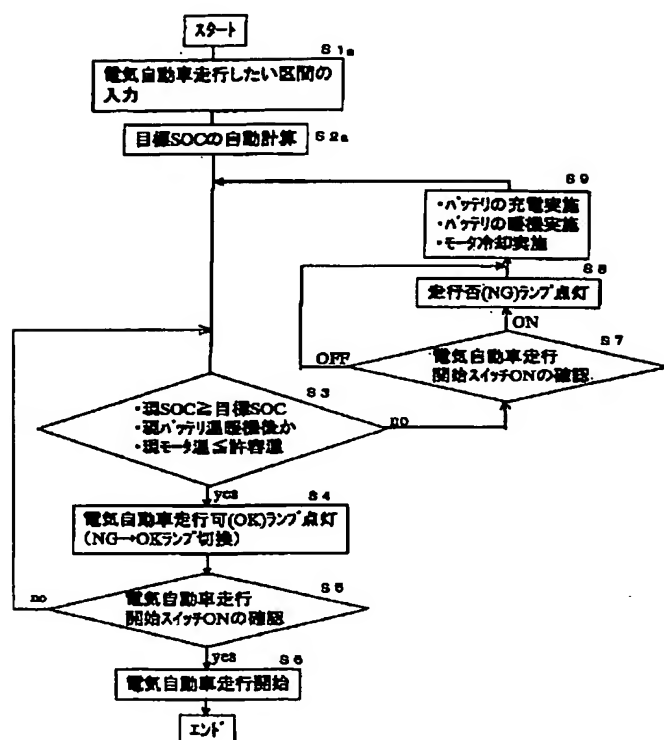 スタート
S1a
電気自動車走行したい区間の
入力
S2a
目標SOCの自動計算
S9
・バッテリの充電実施
・バッテリの暖機実施
・モータ冷却実施
S8
走行否(NG)ランプ点灯
ON
S7
OFF
電気自動車走行
開始スイッチONの確認
S3
・現SOC≧目標SOC
・現バッテリ温暖機後か
・現モータ温≦許容温
no
yes
S4
電気自動車走行可(OK)ランプ点灯
(NG→OKランプ切換)
S5
no
電気自動車走行
開始スイッチONの確認
yes
S6
電気自動車走行開始
エンド